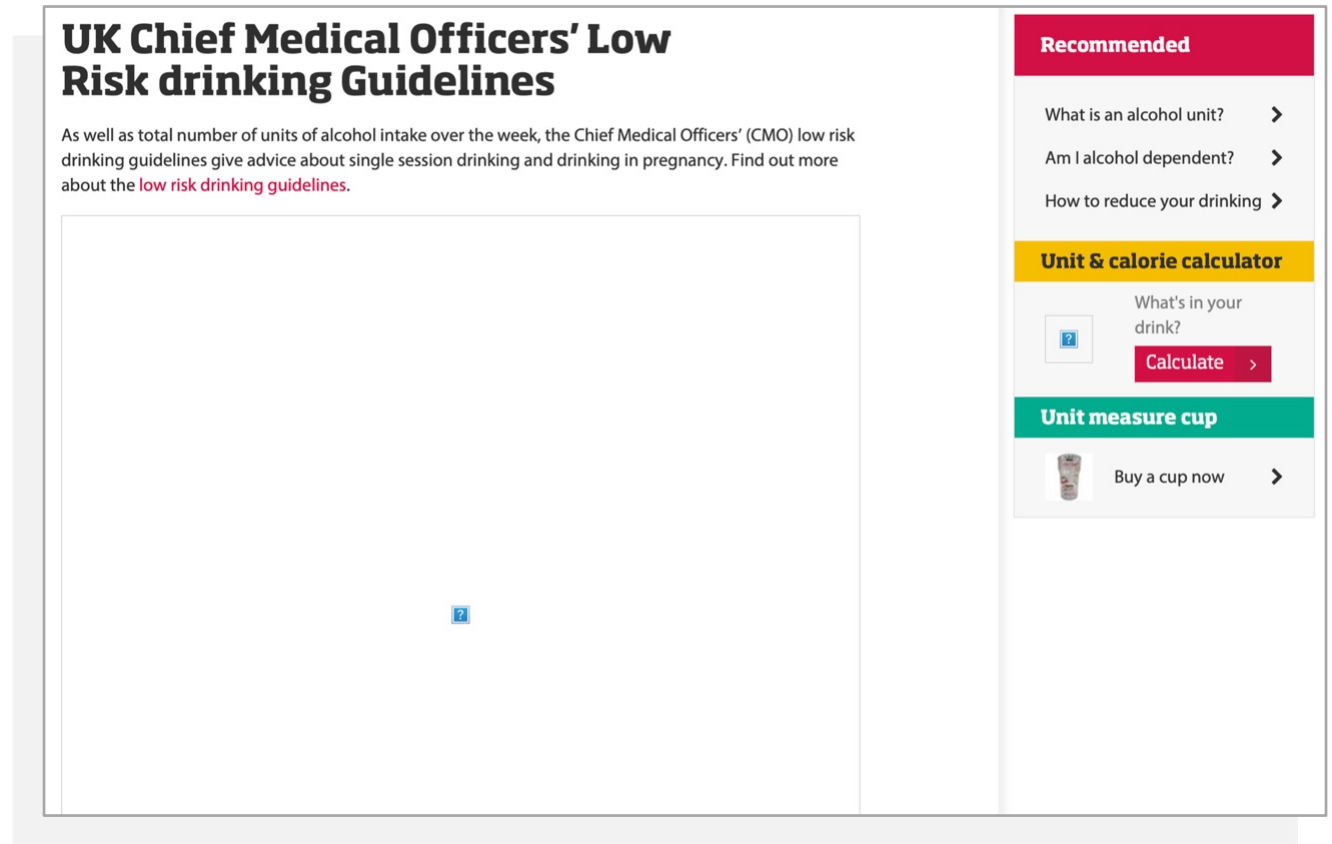 UK Chief Medical Officers’ Low
Risk drinking Guidelines
As well as total number of units of alcohol intake over the week, the Chief Medical Officers’ (CMO) low risk
drinking guidelines give advice about single session drinking and drinking in pregnancy. Find out more
about the low risk drinking guidelines.
Recommended
What is an alcohol unit?
Am I alcohol dependent?
How to reduce your drinking
Unit & calorie calculator
What's in your
drink?
Calculate
Unit measure cup
Buy a cup now